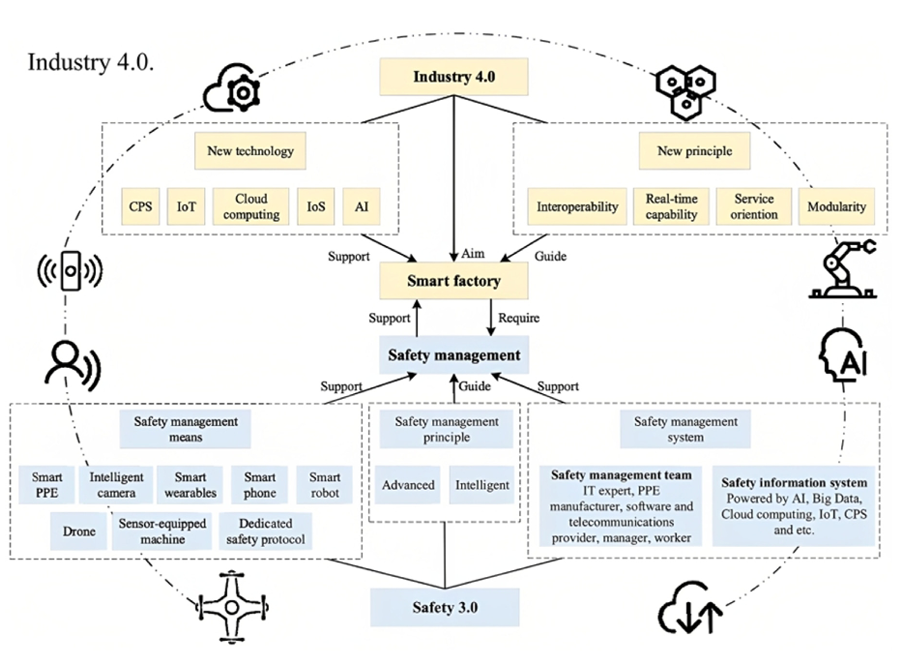 Industry 4.0.
Industry 4.0
New technology
New principle
CPS
IoT
Cloud
computing
IoS
AI
Interoperability
Real-time
capability
Service
oriention
Modularity
Support
Aim
Guide
Smart factory
Support
Require
Safety management
Support
Guide
Support
Safety management
means
Smart
PPE
Intelligent
camera
Smart
wearables
Smart
phone
Smart
robot
Drone
Sensor-equipped
machine
Dedicated
safety protocol
Safety management
principle
Advanced
Intelligent
Safety management
system
Safety management team
IT expert, PPE
manufacturer, software and
telecommunications
provider, manager, worker
Safety information system
Powered by AI, Big Data,
Cloud computing, IoT, CPS
and etc.
Safety 3.0
AI